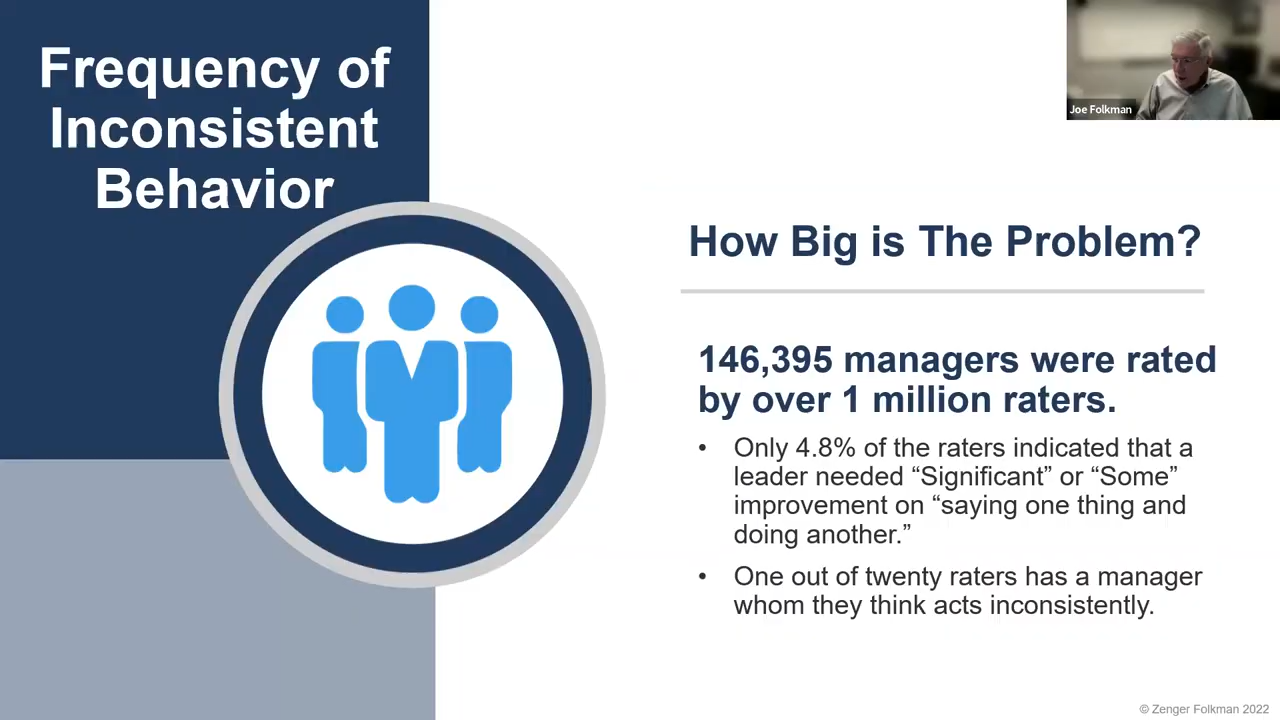 Frequency of
Inconsistent
Behavior
Joe Folkman
How Big is The Problem?
146,395 managers were rated
by over 1 million raters.
• Only 4.8% of the raters indicated that a
leader needed “Significant” or “Some”
improvement on “saying one thing and
doing another.”
• One out of twenty raters has a manager
whom they think acts inconsistently.
© Zenger Folkman 2022